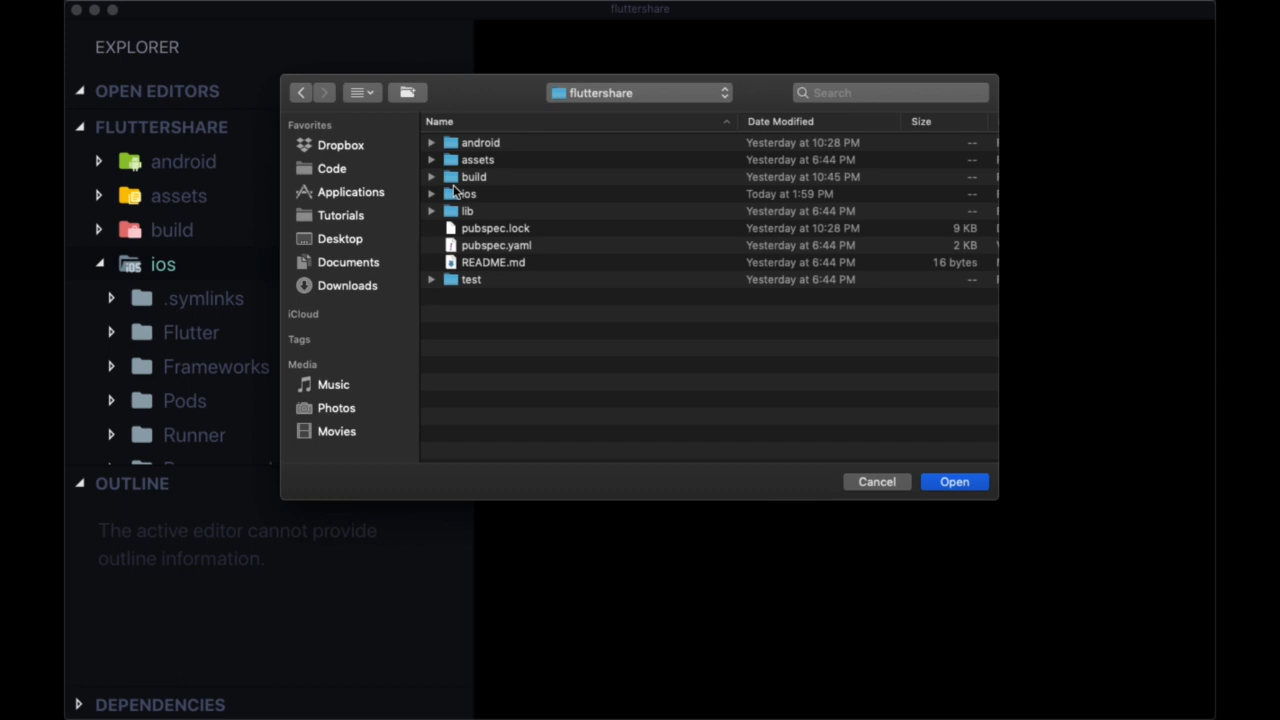 fluttershare
EXPLORER
OPEN EDITORS
FLUTTERSHARE
android
assets
build
ios
.symlinks
Flutter
Frameworks
Pods
Runner
OUTLINE
The active editor cannot provide
outline information.
DEPENDENCIES
fluttershare
Search
Favorites
Dropbox
Code
Applications
Tutorials
Desktop
Documents
Downloads
iCloud
Tags
Media
Music
Photos
Movies
Name Date Modified Size
android Yesterday at 10:28 PM --
assets Yesterday at 6:44 PM --
build Yesterday at 10:45 PM --
ios Today at 1:59 PM --
lib Yesterday at 6:44 PM --
pubspec.lock Yesterday at 10:28 PM 9 KB
pubspec.yaml Yesterday at 6:44 PM 2 KB
README.md Yesterday at 6:44 PM 16 bytes
test Yesterday at 6:44 PM --
Cancel Open